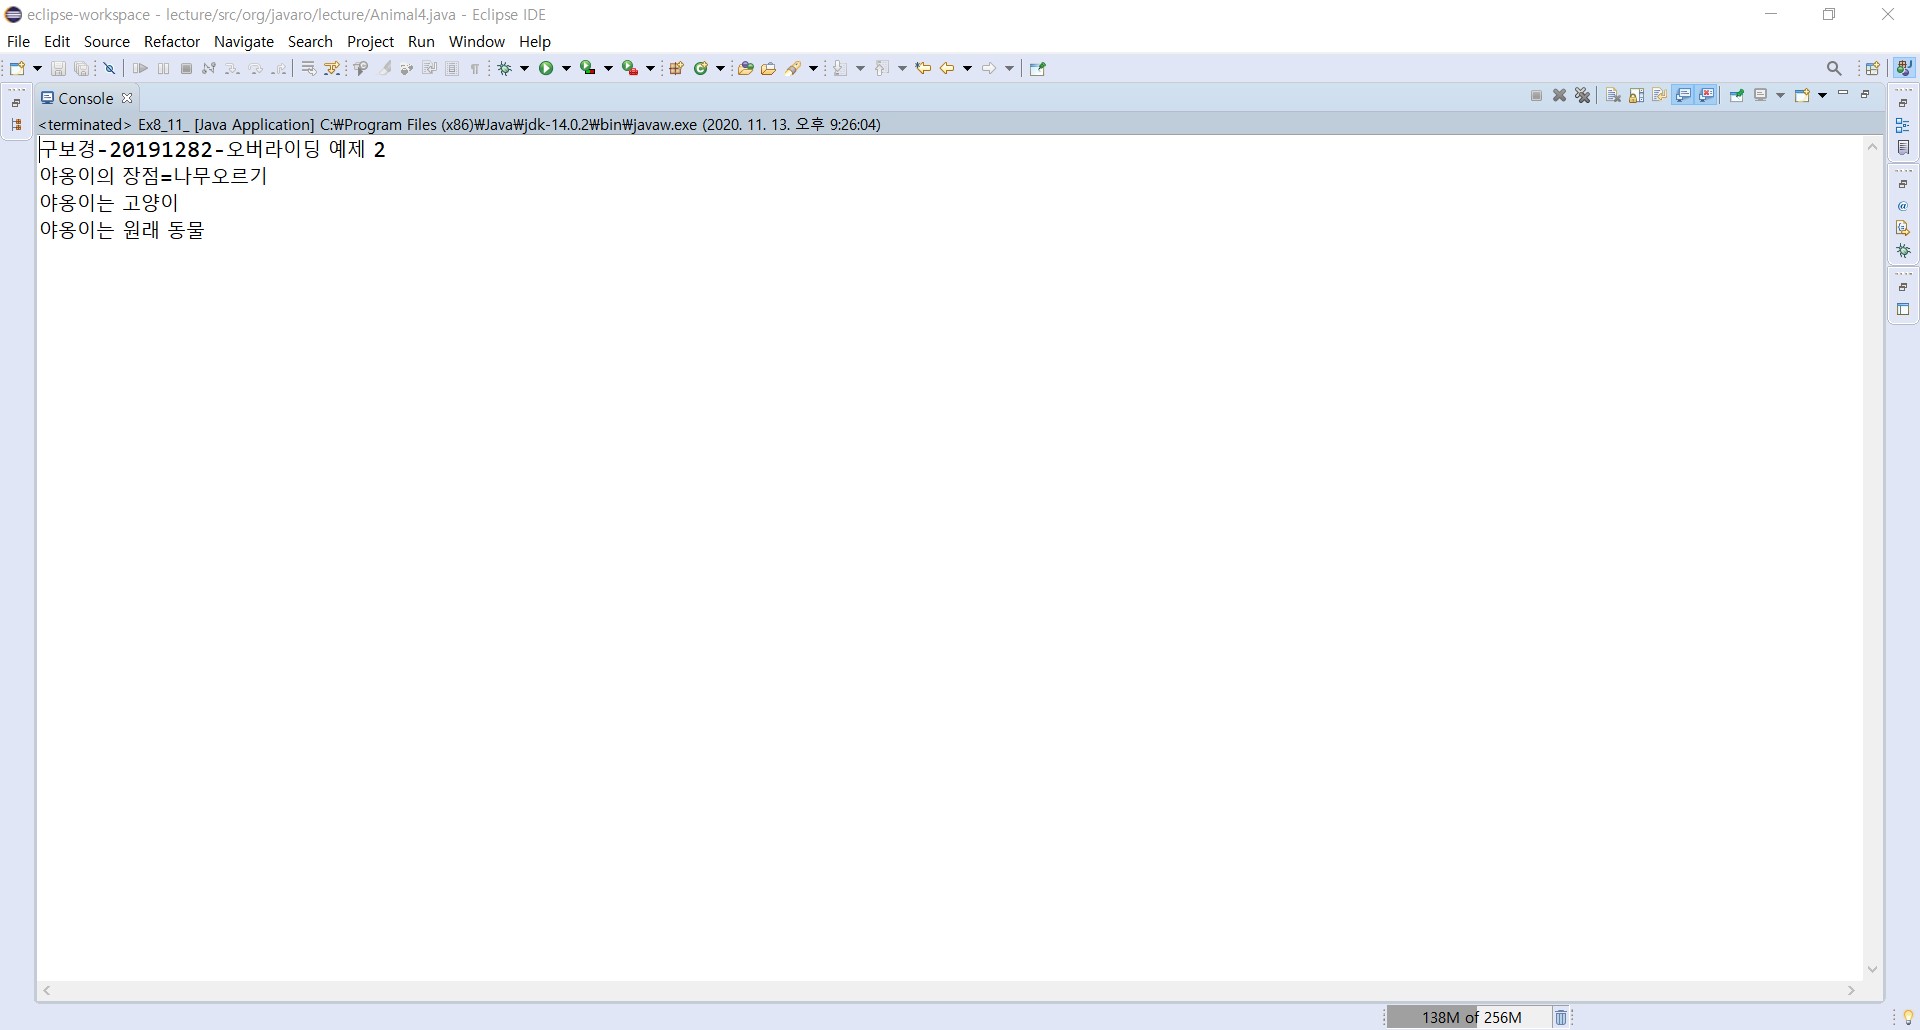 eclipse-workspace - lecture/src/org/javaro/lecture/Animal4.java - Eclipse IDE
File Edit Source Refactor Navigate Search Project Run Window Help
Console
<terminated> Ex8_11_ [Java Application] C:₩Program Files (x86)₩Java₩jdk-14.0.2₩bin₩javaw.exe (2020. 11. 13. 오후 9:26:04)
구보경-20191282-오버라이딩 예제 2
야옹이의 장점=나무오르기
야옹이는 고양이
야옹이는 원래 동물
138M of 256M